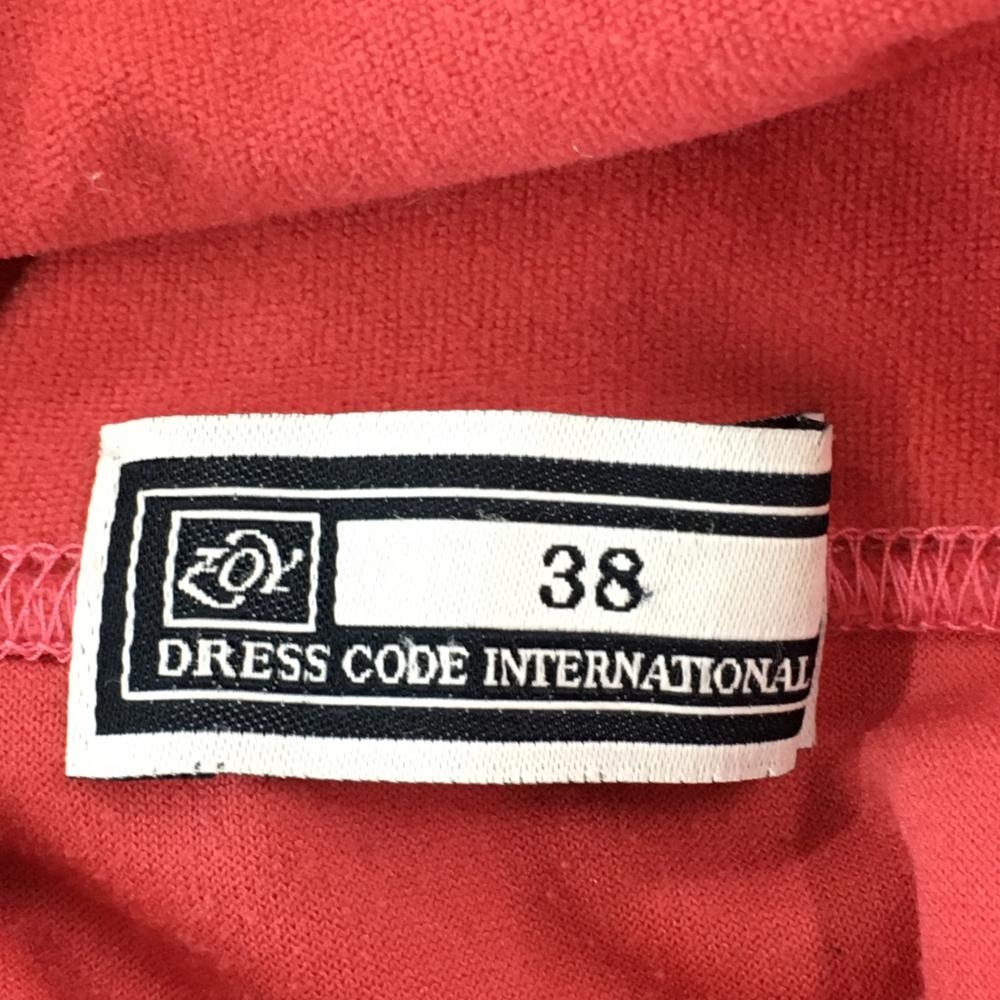 ZOY
38
DRESS CODE INTERNATIONAL